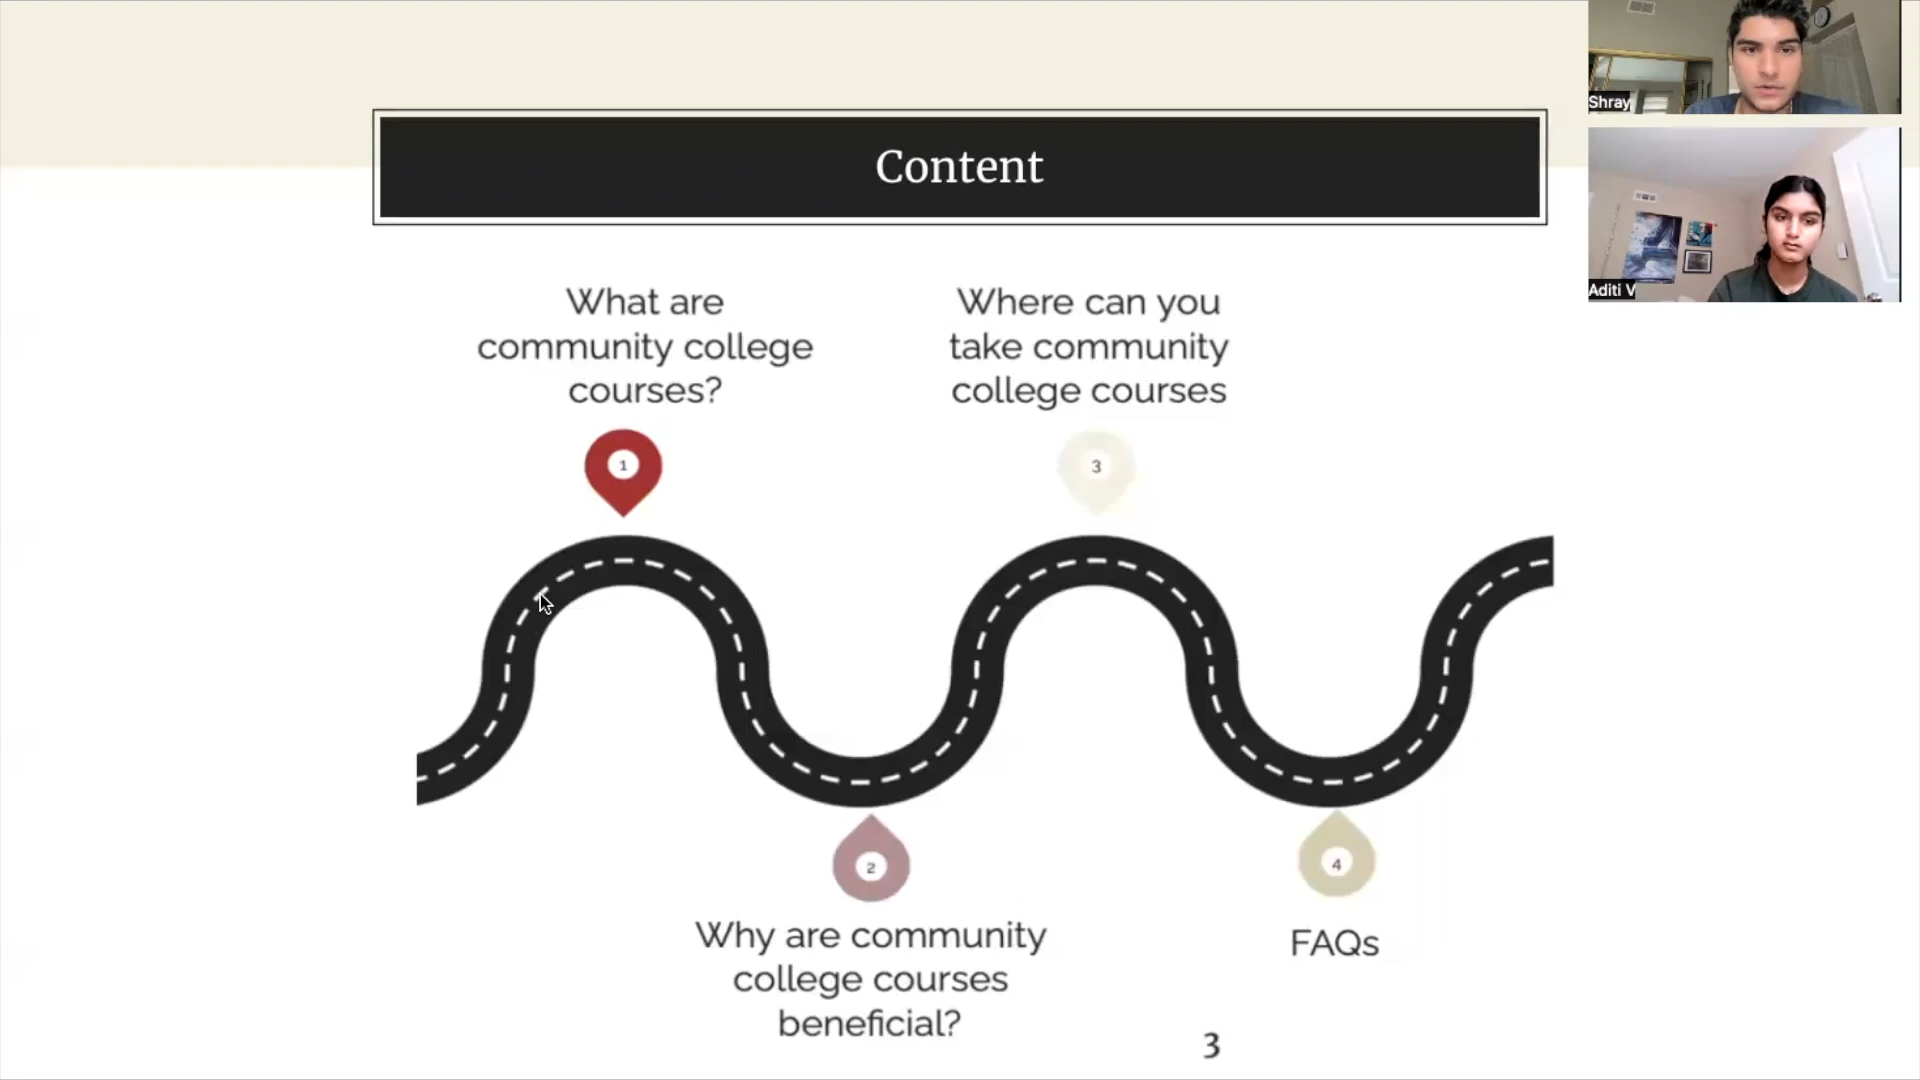 Content
Shray
Aditi V
What are
community college
courses?
Where can you
take community
college courses
1
3
2
4
Why are community
college courses
beneficial?
FAQs
3